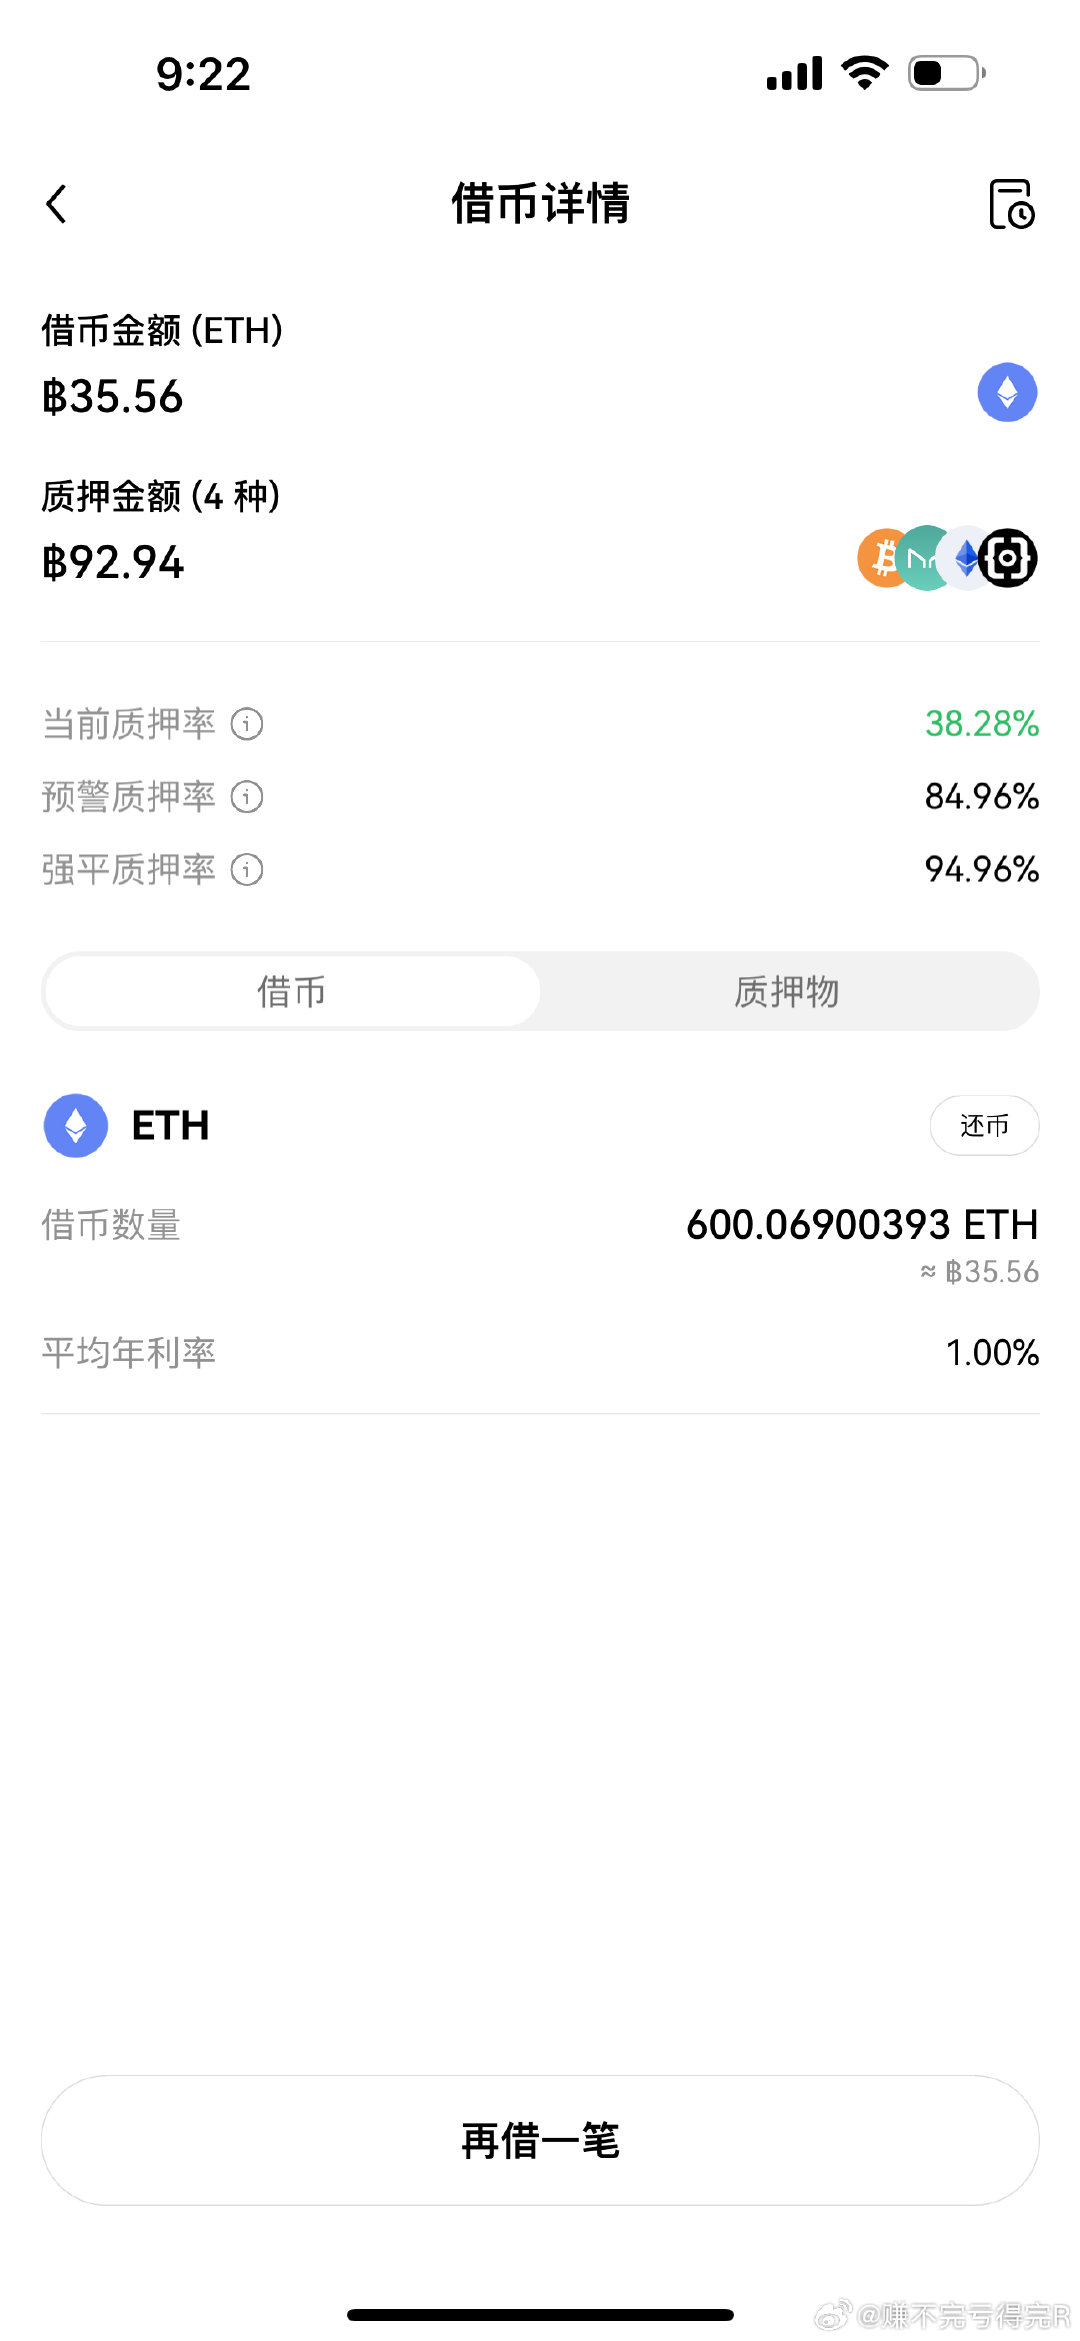 9:22
借币详情
借币金额 (ETH)
₿35.56
质押金额 (4 种)
₿92.94
当前质押率 38.28%
预警质押率 84.96%
强平质押率 94.96%
借币 质押物
ETH 还币
借币数量 600.06900393 ETH
≈ ₿35.56
平均年利率 1.00%
再借一笔
@赚不完亏得完R